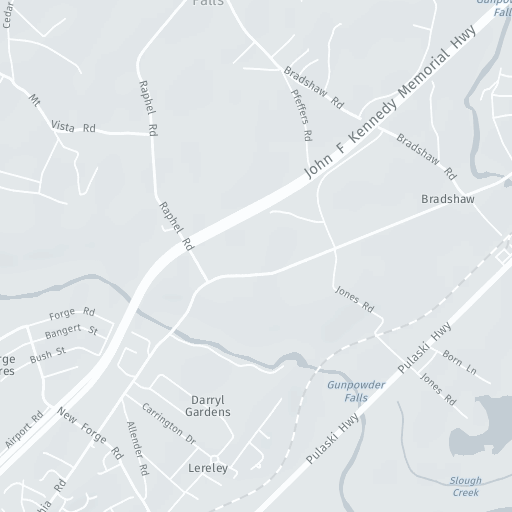 Falls
Gunpowder
Falls
Cedar
John F Kennedy Memorial Hwy
Bradshaw Rd
Raphel Rd
Pfeffers Rd
Mt Vista Rd
Bradshaw Rd
Bradshaw
Raphel Rd
Jones Rd
Forge Rd
Bangert St
Bush St
Pulaski Hwy
Born Ln
Jones Rd
Gunpowder
Falls
Darryl
Gardens
Carrington Dr
Airport Rd
New Forge Rd
Allender Rd
Pulaski Hwy
Lereley
Slough
Creek
Rd